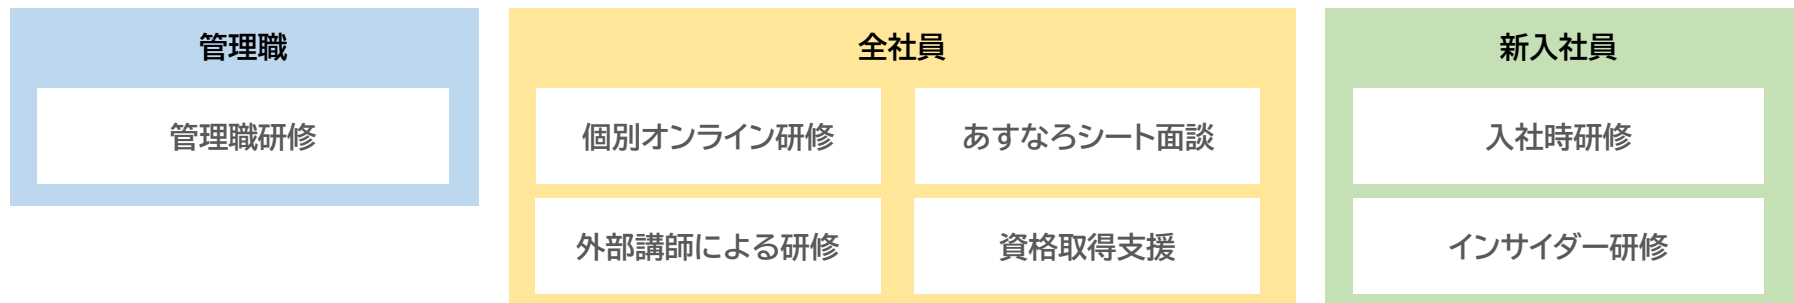 管理職
管理職研修
全社員
個別オンライン研修
あすなろシート面談
外部講師による研修
資格取得支援
新入社員
入社時研修
インサイダー研修